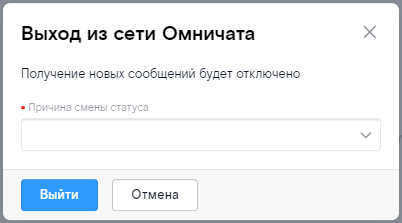 Выход из сети Омничата
Получение новых сообщений будет отключено
Причина смены статуса
Выйти
Отмена